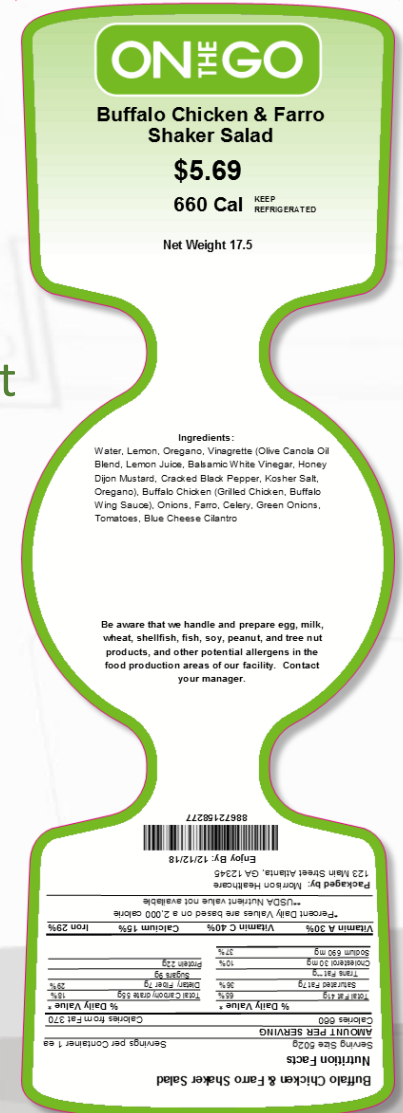 ON THE GO
Buffalo Chicken & Farro
Shaker Salad
$5.69
660 Cal KEEP
REFRIGERATED
Net Weight 17.5
t
Ingredients:
Water, Lemon, Oregano, Vinagrette (Olive Canola Oil
Blend, Lemon Juice, Balsamic White Vinegar, Honey
Dijon Mustard, Cracked Black Pepper, Kosher Salt,
Oregano), Buffalo Chicken (Grilled Chicken, Buffalo
Wing Sauce), Onions, Farro, Celery, Green Onions,
Tomatoes, Blue Cheese Cilantro
Be aware that we handle and prepare egg, milk,
wheat, shellfish, fish, soy, peanut, and tree nut
products, and other potential allergens in the
food production areas of our facility. Contact
your manager.
Buffalo Chicken & Farro Shaker Salad
Nutrition Facts
Serving Size 502g Servings per Container 1 ea
AMOUNT PER SERVING
Calories 660 Calories from Fat 370
% Daily Value * % Daily Value *
Total Fat 41g 65% Total Carbohydrate 55g 18%
Saturated Fat 7g 36% Dietary Fiber 7g 29%
Trans Fat **g Sugars 9g
Cholesterol 30 mg 10% Protein 22g
Sodium 890 mg 37%
Vitamin A 30% Vitamin C 40% Calcium 15% Iron 29%
*Percent Daily Values are based on a 2,000 calorie
**USDA Nutrient value not available
Packaged by: Morrison Healthcare
123 Main Street Atlanta, GA 12345
Enjoy By: 12/12/18
88672158277